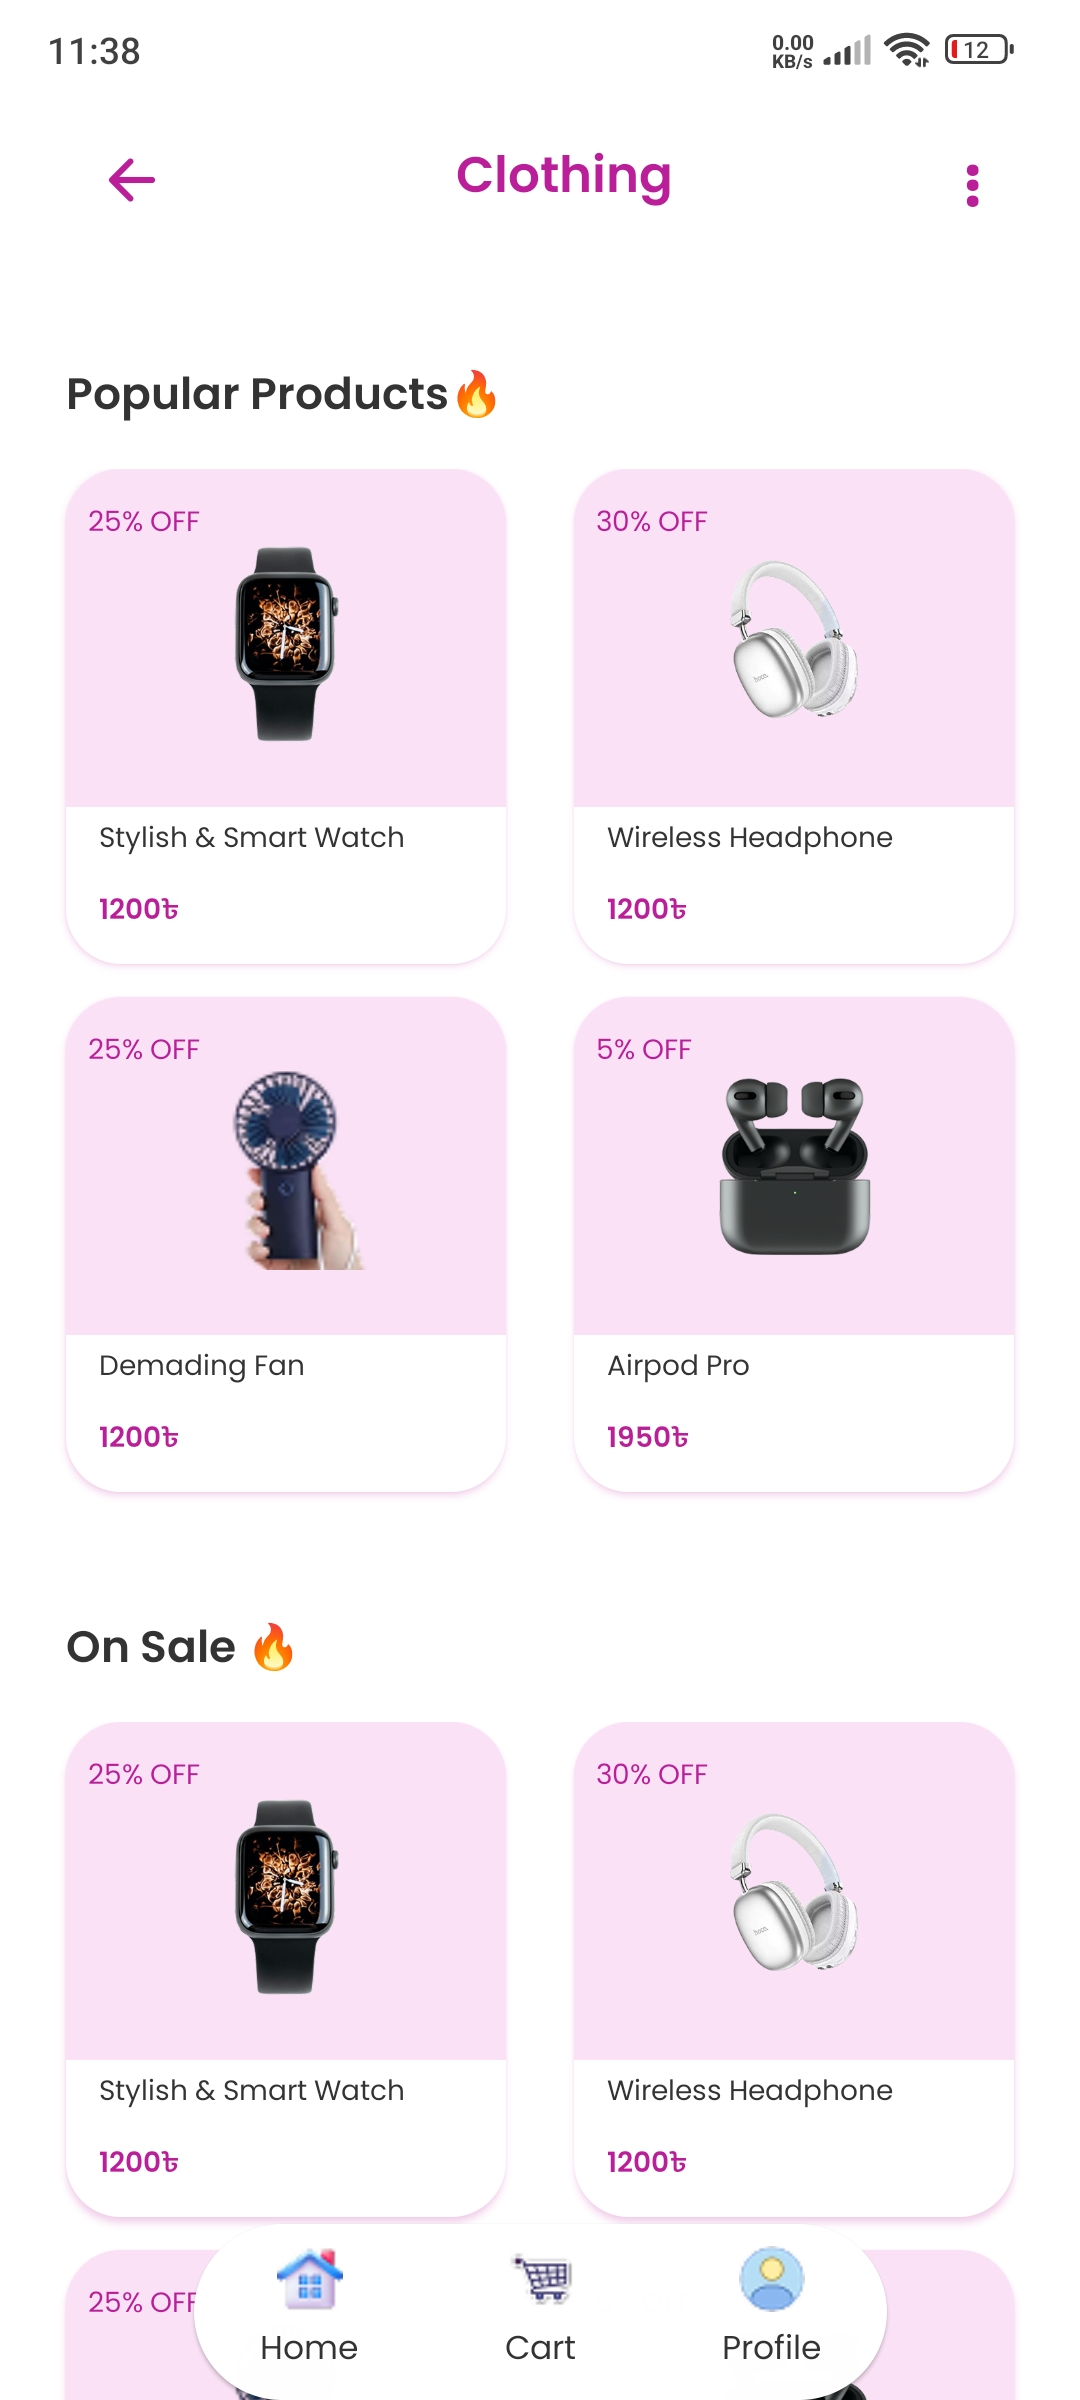 11:38
0.00
KB/s
12
Clothing
Popular Products🔥
25% OFF
30% OFF
hoco.
Stylish & Smart Watch
Wireless Headphone
1200৳
1200৳
25% OFF
5% OFF
Demading Fan
Airpod Pro
1200৳
1950৳
On Sale 🔥
25% OFF
30% OFF
hoco.
Stylish & Smart Watch
Wireless Headphone
1200৳
1200৳
25% OFF
Home
Cart
Profile